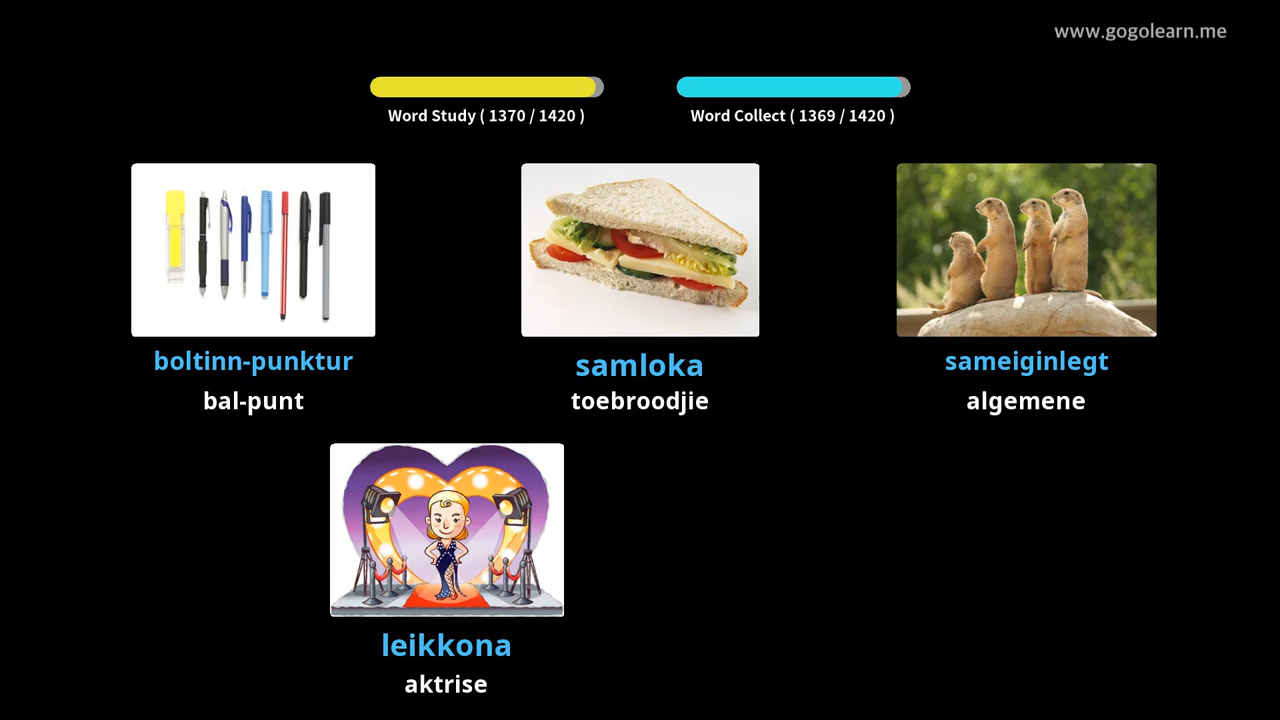 www.gogolearn.me
Word Study ( 1370 / 1420 )
Word Collect ( 1369 / 1420 )
boltinn-punktur
bal-punt
samloka
toebroodjie
sameiginlegt
algemene
leikkona
aktrise